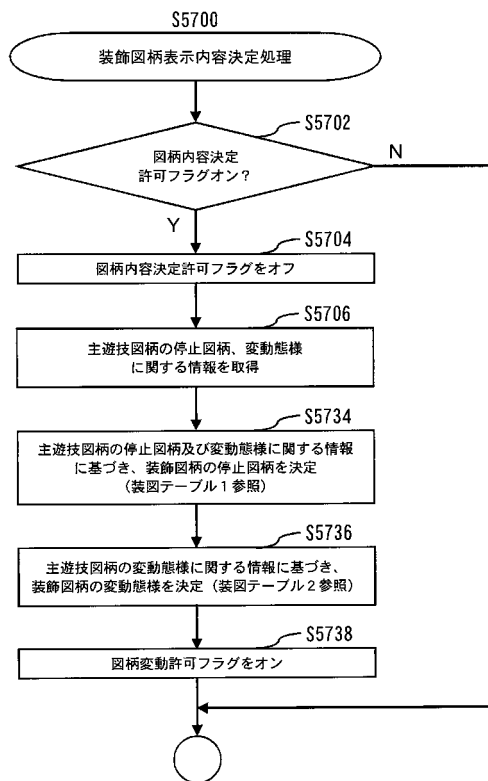 S5700
装飾図柄表示内容決定処理
S5702
図柄内容決定
許可フラグオン？
N
Y
S5704
図柄内容決定許可フラグをオフ
S5706
主遊技図柄の停止図柄、変動態様
に関する情報を取得
S5734
主遊技図柄の停止図柄及び変動態様に関する情報
に基づき、装飾図柄の停止図柄を決定
（装図テーブル１参照）
S5736
主遊技図柄の変動態様に関する情報に基づき、
装飾図柄の変動態様を決定（装図テーブル２参照）
S5738
図柄変動許可フラグをオン